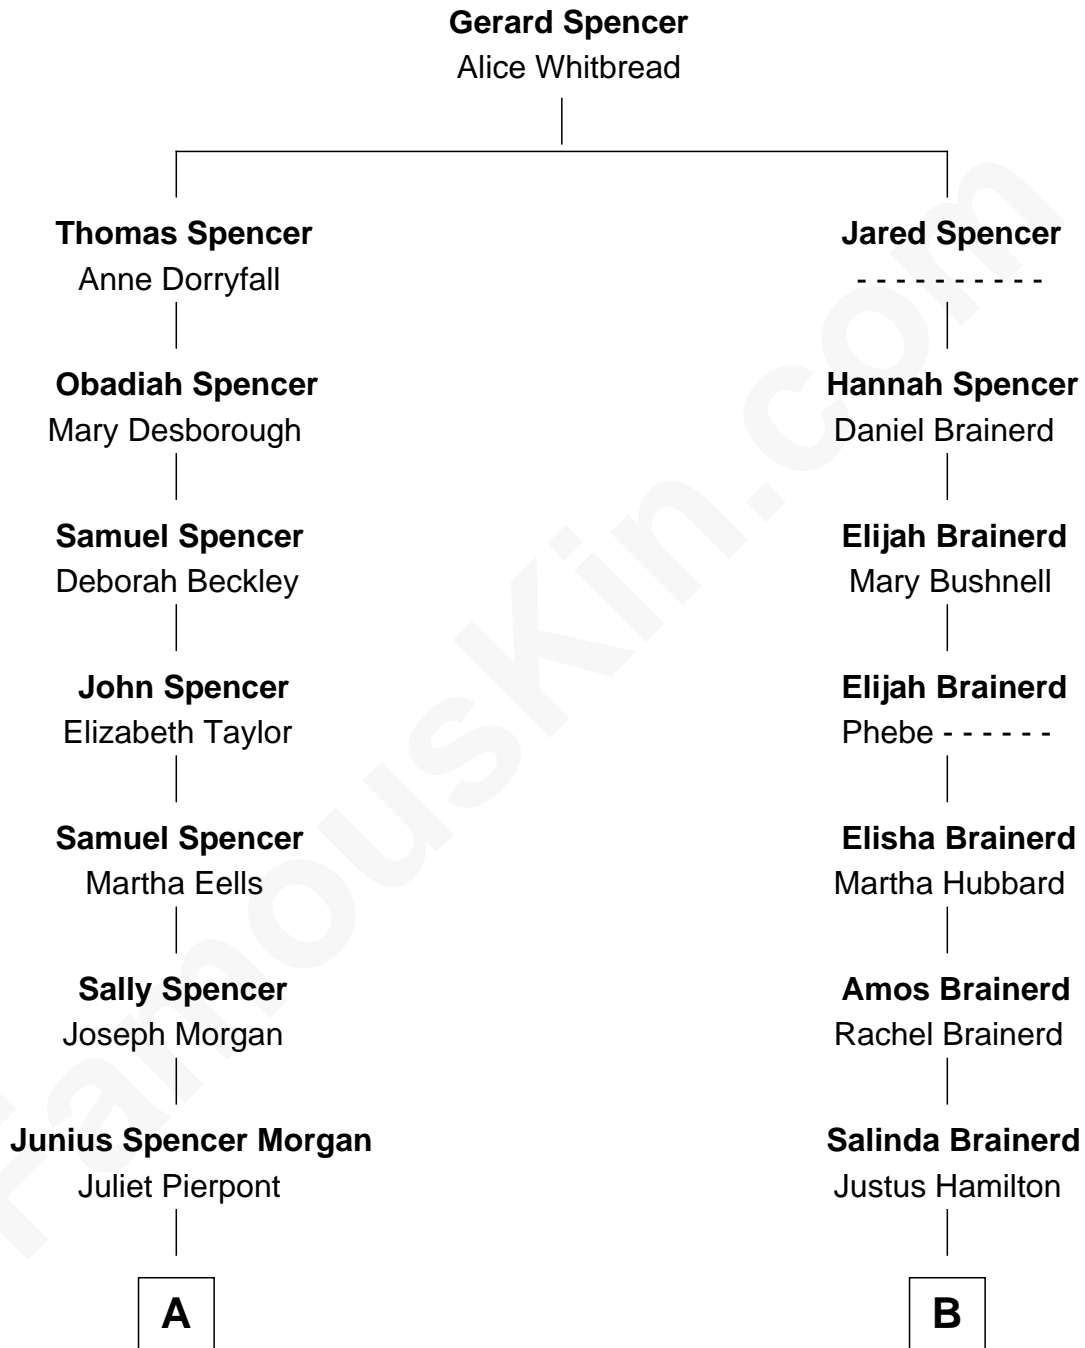 Gerard Spencer
Alice Whitbread
Thomas Spencer
Anne Dorryfall
Jared Spencer
- - - - - - - - - -
Obadiah Spencer
Mary Desborough
Hannah Spencer
Daniel Brainerd
Samuel Spencer
Deborah Beckley
Elijah Brainerd
Mary Bushnell
John Spencer
Elizabeth Taylor
Elijah Brainerd
Phebe - - - - - -
Samuel Spencer
Martha Eells
Elisha Brainerd
Martha Hubbard
Sally Spencer
Joseph Morgan
Amos Brainerd
Rachel Brainerd
Junius Spencer Morgan
Juliet Pierpont
Salinda Brainerd
Justus Hamilton
A
B
FamousKin.com